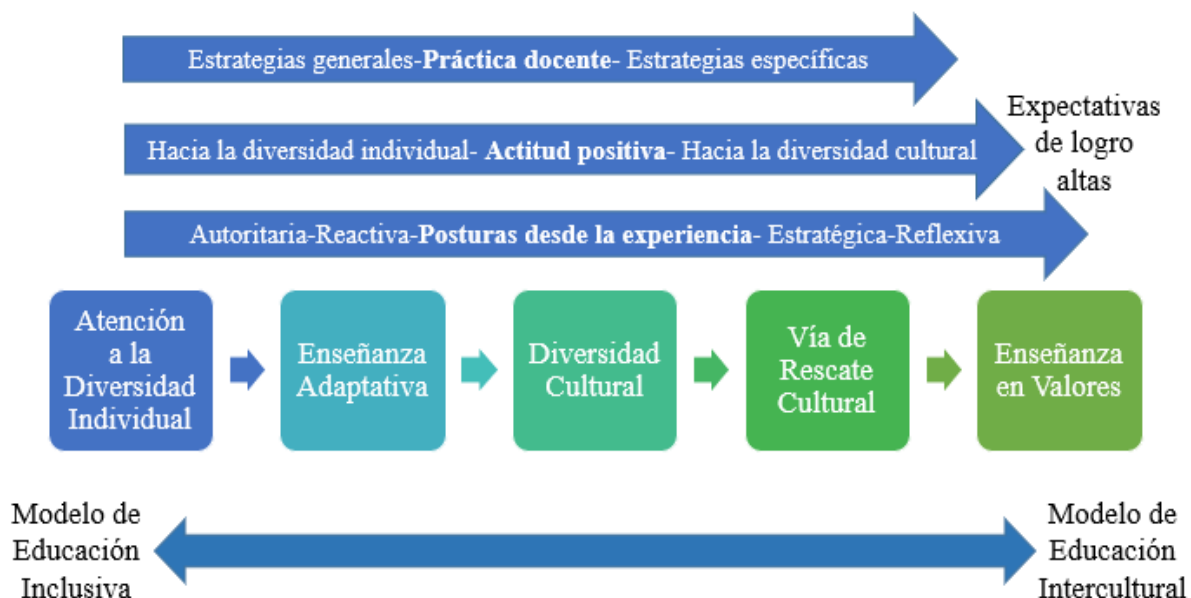 Estrategias generales-Práctica docente- Estrategias específicas
Hacia la diversidad individual- Actitud positiva- Hacia la diversidad cultural
Autoritaria-Reactiva-Posturas desde la experiencia- Estratégica-Reflexiva
Expectativas
de logro
altas
Atención
a la
Diversidad
Individual
Enseñanza
Adaptativa
Diversidad
Cultural
Vía de
Rescate
Cultural
Enseñanza
en Valores
Modelo de
Educación
Inclusiva
Modelo de
Educación
Intercultural